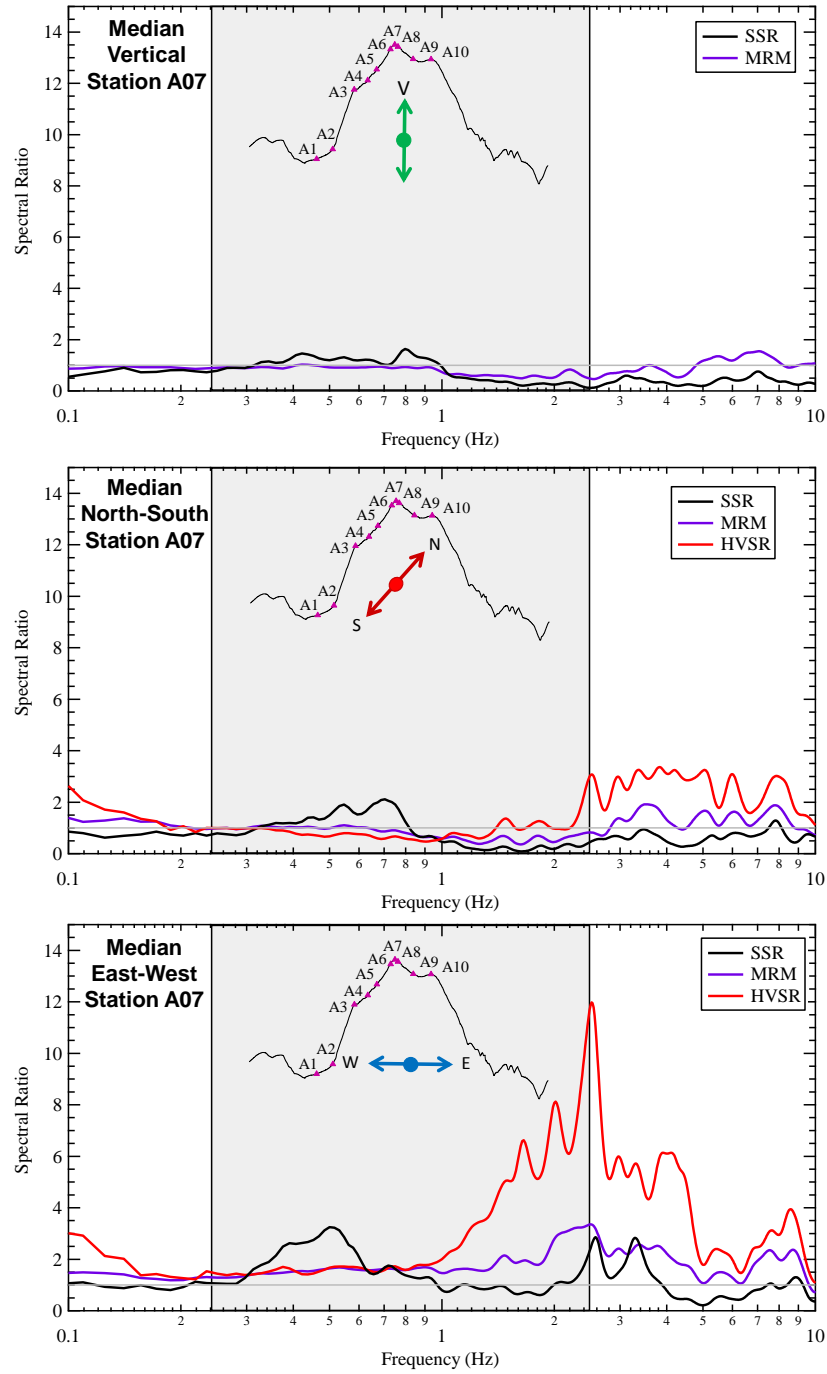 Median
Vertical
Station A07
SSR
MRM
A7
A6 A8
A5 A9 A10
A4
A3
V
A2
A1
Spectral Ratio
14
12
10
8
6
4
2
0
0.1 2 3 4 5 6 7 8 9 1 2 3 4 5 6 7 8 9 10
Frequency (Hz)
Median
North-South
Station A07
SSR
MRM
HVSR
A7
A6 A8
A5 A9 A10
A4
A3
N
A2
A1
S
Spectral Ratio
14
12
10
8
6
4
2
0
0.1 2 3 4 5 6 7 8 9 1 2 3 4 5 6 7 8 9 10
Frequency (Hz)
Median
East-West
Station A07
SSR
MRM
HVSR
A7
A6 A8
A5 A9 A10
A4
A3
A2
A1 W E
Spectral Ratio
14
12
10
8
6
4
2
0
0.1 2 3 4 5 6 7 8 9 1 2 3 4 5 6 7 8 9 10
Frequency (Hz)